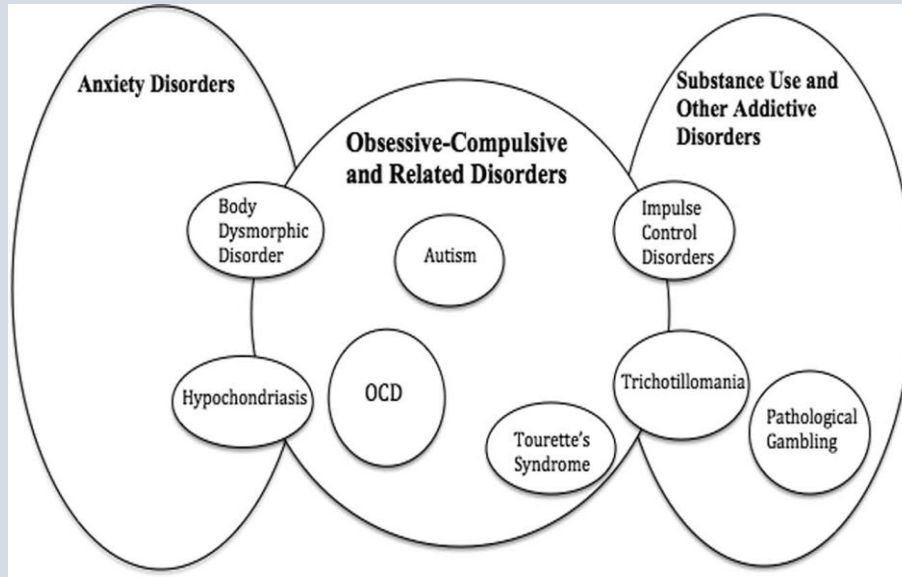 Anxiety Disorders
Substance Use and
Other Addictive
Disorders
Obsessive-Compulsive
and Related Disorders
Body
Dysmorphic
Disorder
Autism
Impulse
Control
Disorders
Hypochondriasis
OCD
Trichotillomania
Tourette’s
Syndrome
Pathological
Gambling